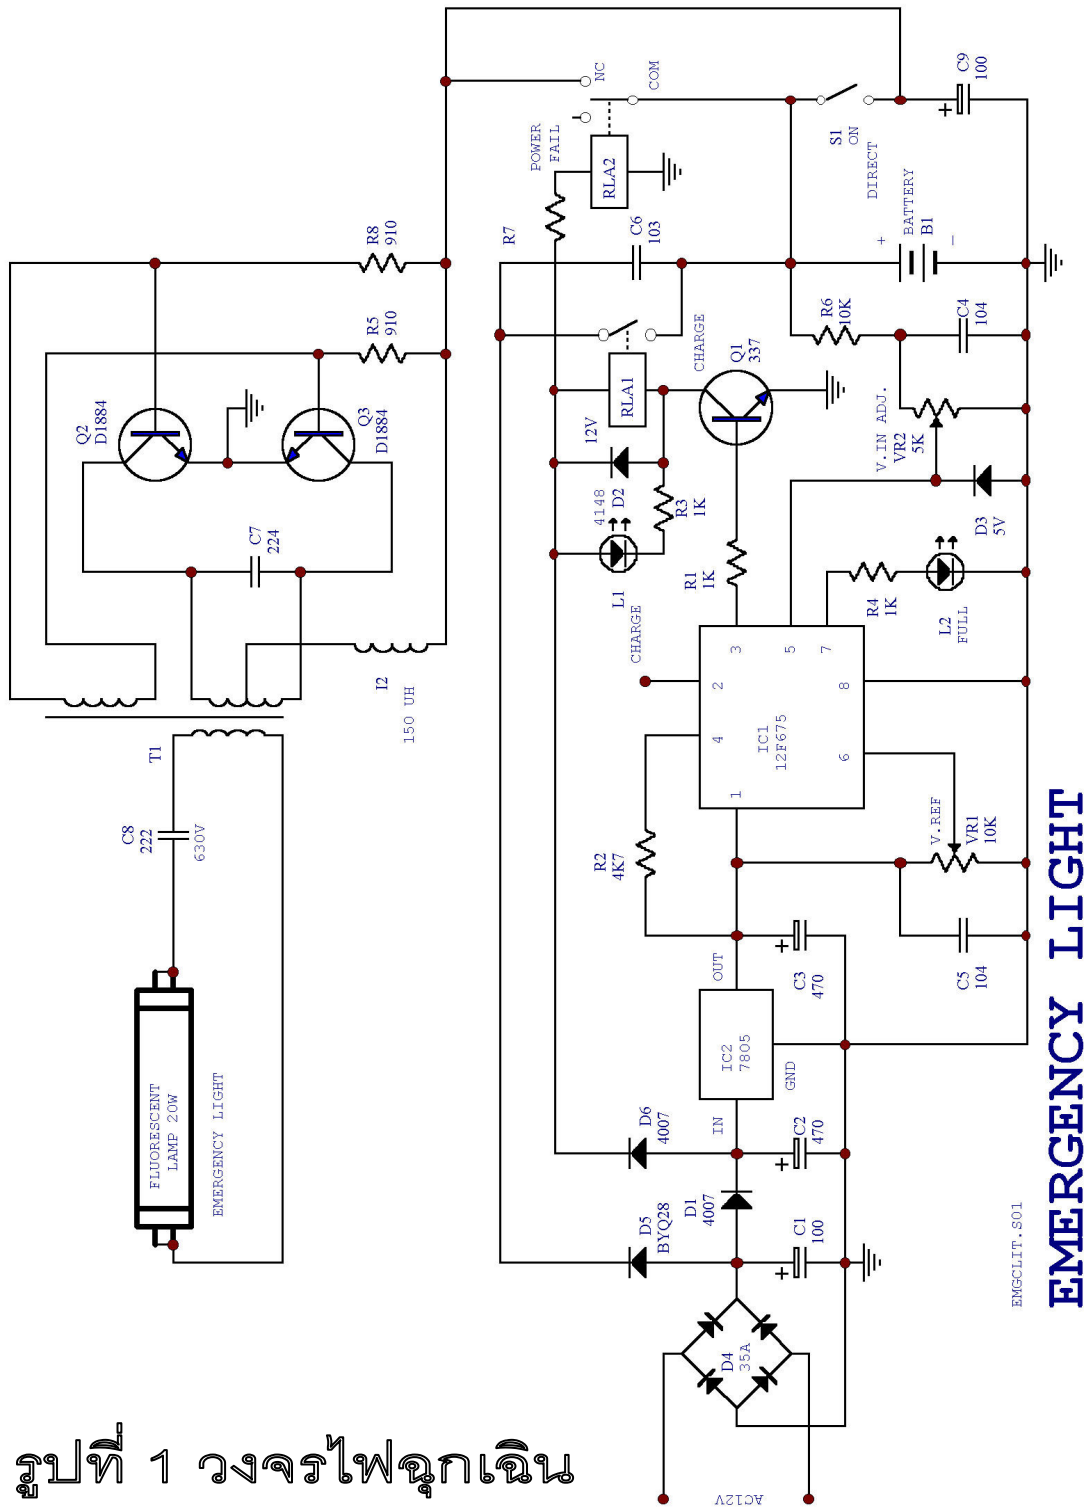 รูปที่ 1 วงจรไฟฉุกเฉิน
EMERGENCY LIGHT
EMGCLIT.S01
AC12V
D4
35A
C1
100
D5
BYQ28
D1
4007
D6
4007
C2
470
IN
IC2
7805
GND
OUT
C3
470
R2
4K7
C5
104
V.REF
VR1
10K
IC1
12F675
1
4
2
3
5
7
8
6
CHARGE
R1
1K
R4
1K
L2
FULL
L1
4148
D2
12V
R3
1K
RLA1
CHARGE
Q1
337
D3
5V
V.IN ADJ.
VR2
5K
R6
10K
C4
104
C6
103
R7
RLA2
POWER
FAIL
NC
COM
BATTERY
B1
+
−
DIRECT
S1
ON
C9
100
+
+
+
+
FLUORESCENT
LAMP 20W
EMERGENCY LIGHT
C8
222
630V
T1
I2
150 UH
C7
224
Q2
D1884
Q3
D1884
R5
910
R8
910